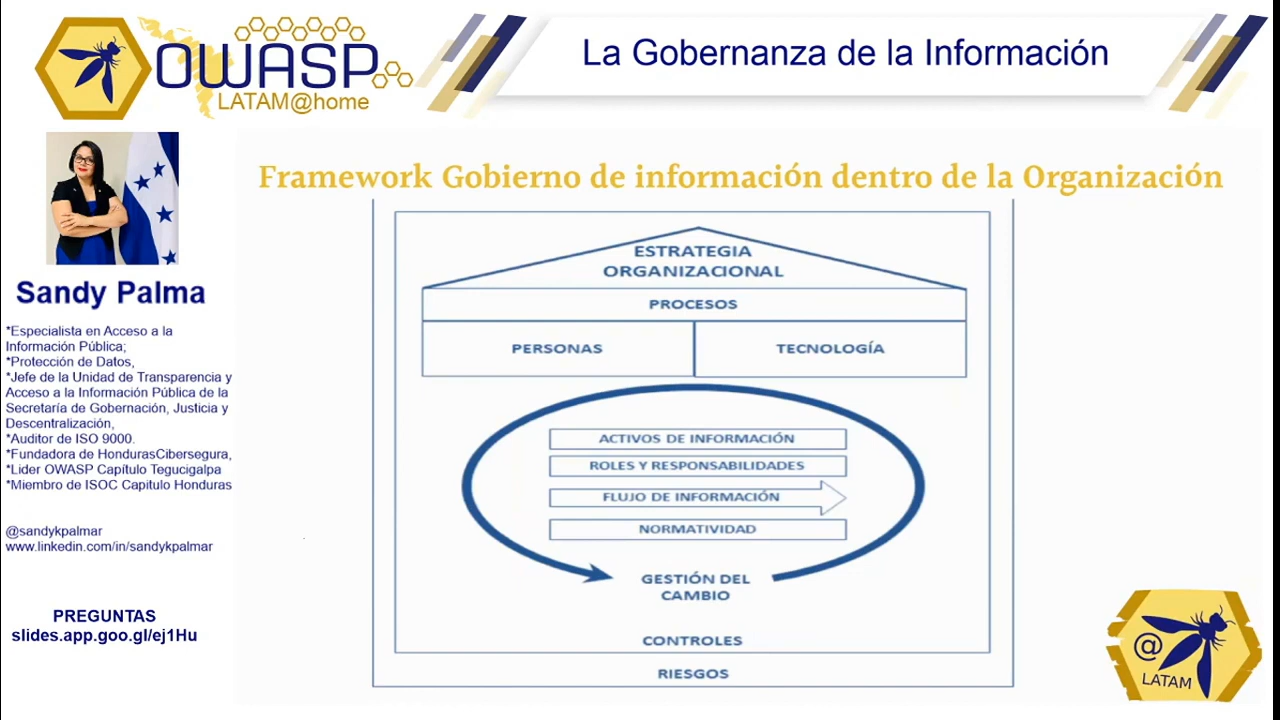 OWASP
LATAM@home
La Gobernanza de la Información
Sandy Palma
*Especialista en Acceso a la
Información Pública;
*Protección de Datos,
*Jefe de la Unidad de Transparencia y
Acceso a la Información Pública de la
Secretaría de Gobernación, Justicia y
Descentralización,
*Auditor de ISO 9000.
*Fundadora de HondurasCibersegura,
*Lider OWASP Capítulo Tegucigalpa
*Miembro de ISOC Capitulo Honduras
@sandykpalmar
www.linkedin.com/in/sandykpalmar
PREGUNTAS
slides.app.goo.gl/ej1Hu
Framework Gobierno de información dentro de la Organización
ESTRATEGIA
ORGANIZACIONAL
PROCESOS
PERSONAS
TECNOLOGÍA
ACTIVOS DE INFORMACIÓN
ROLES Y RESPONSABILIDADES
FLUJO DE INFORMACIÓN
NORMATIVIDAD
GESTIÓN DEL
CAMBIO
CONTROLES
RIESGOS
@
LATAM